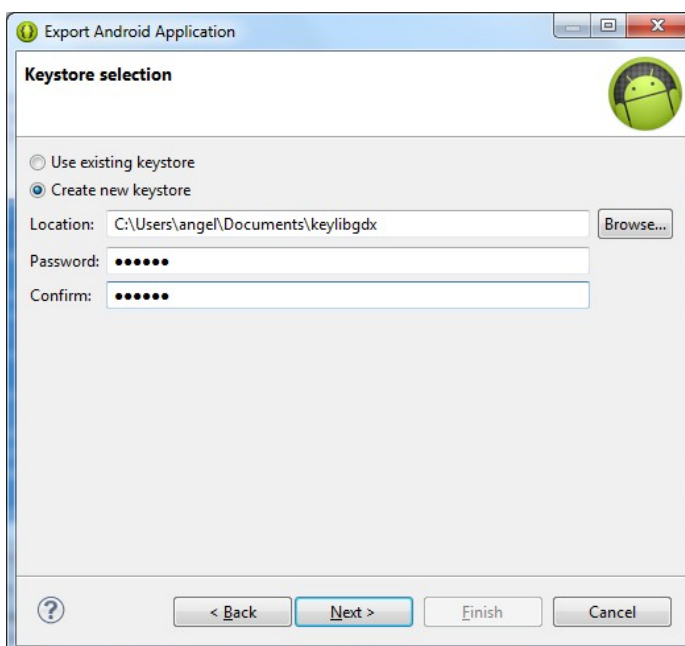 Export Android Application
Keystore selection
Use existing keystore
Create new keystore
Location: C:\Users\angel\Documents\keylibgdx Browse...
Password: ●●●●●●
Confirm: ●●●●●●
? < Back Next > Finish Cancel